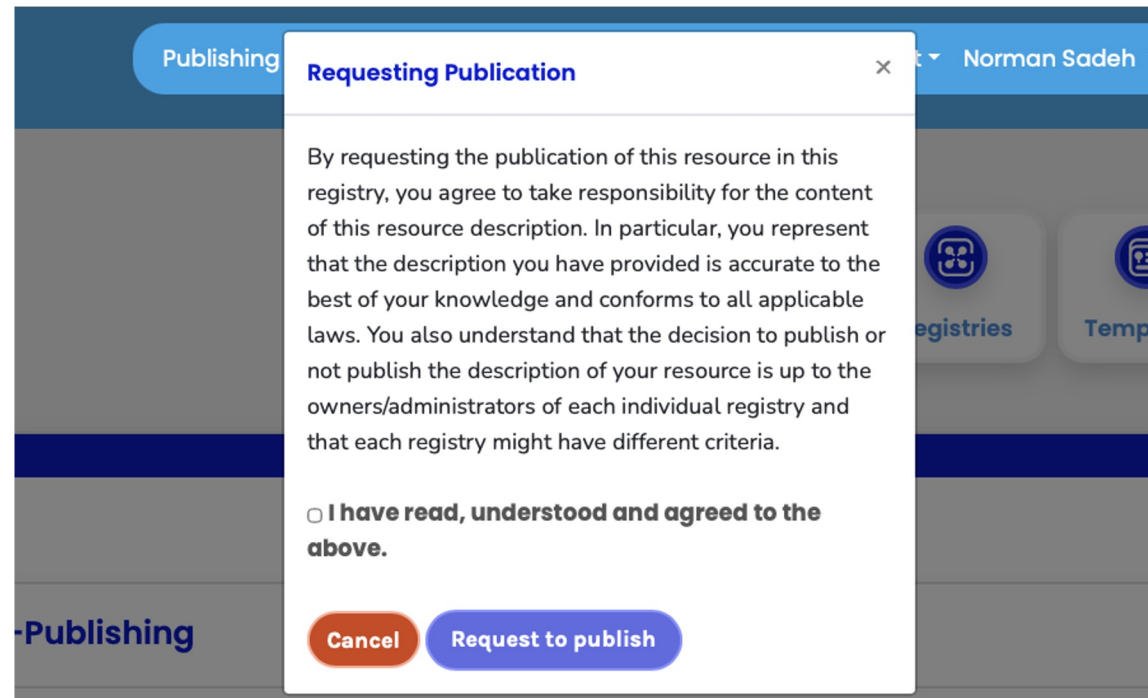 Publishing
t
Norman Sadeh
Requesting Publication
×
By requesting the publication of this resource in this
registry, you agree to take responsibility for the content
of this resource description. In particular, you represent
that the description you have provided is accurate to the
best of your knowledge and conforms to all applicable
laws. You also understand that the decision to publish or
not publish the description of your resource is up to the
owners/administrators of each individual registry and
that each registry might have different criteria.
egistries
Temp
I have read, understood and agreed to the
above.
-Publishing
Cancel
Request to publish